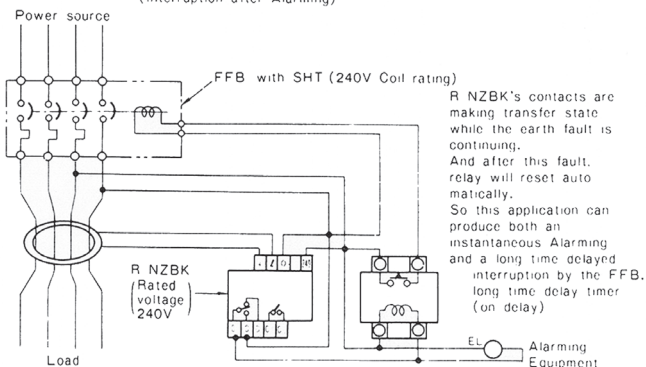 (Interruption after Alarming)
Power source
FFB with SHT (240V Coil rating)
R NZBK's contacts are
making transfer state
while the earth fault is
continuing.
And after this fault,
relay will reset auto
matically.
So this application can
produce both an
instantaneous Alarming
and a long time delayed
interruption by the FFB.
long time delay timer
(on delay)
R NZBK
(Rated
voltage
240V)
EL
Alarming
Equipment
Load